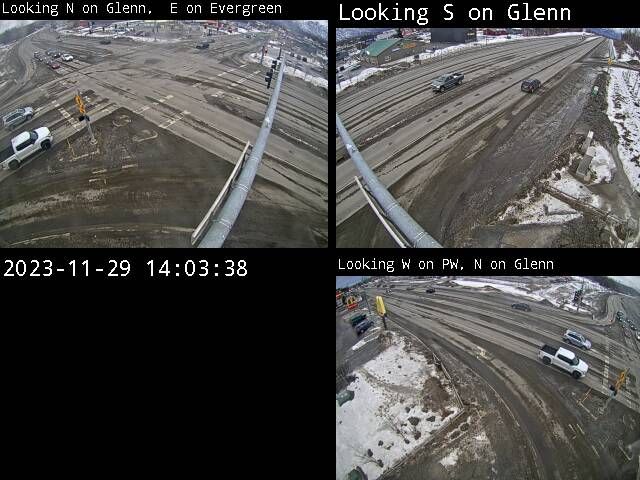 Looking N on Glenn,  E on Evergreen
Looking S on Glenn
2023-11-29 14:03:38
Looking W on PW, N on Glenn